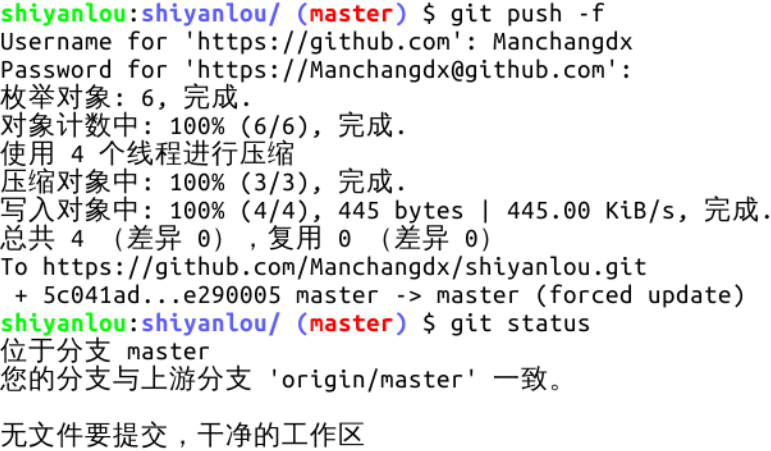 shiyanlou:shiyanlou/ (master) $ git push -f
Username for 'https://github.com': Manchangdx
Password for 'https://Manchangdx@github.com':
枚举对象: 6, 完成.
对象计数中: 100% (6/6), 完成.
使用 4 个线程进行压缩
压缩对象中: 100% (3/3), 完成.
写入对象中: 100% (4/4), 445 bytes | 445.00 KiB/s, 完成.
总共 4 （差异 0），复用 0 （差异 0）
To https://github.com/Manchangdx/shiyanlou.git
 + 5c041ad...e290005 master -> master (forced update)
shiyanlou:shiyanlou/ (master) $ git status
位于分支 master
您的分支与上游分支 'origin/master' 一致。

无文件要提交，干净的工作区